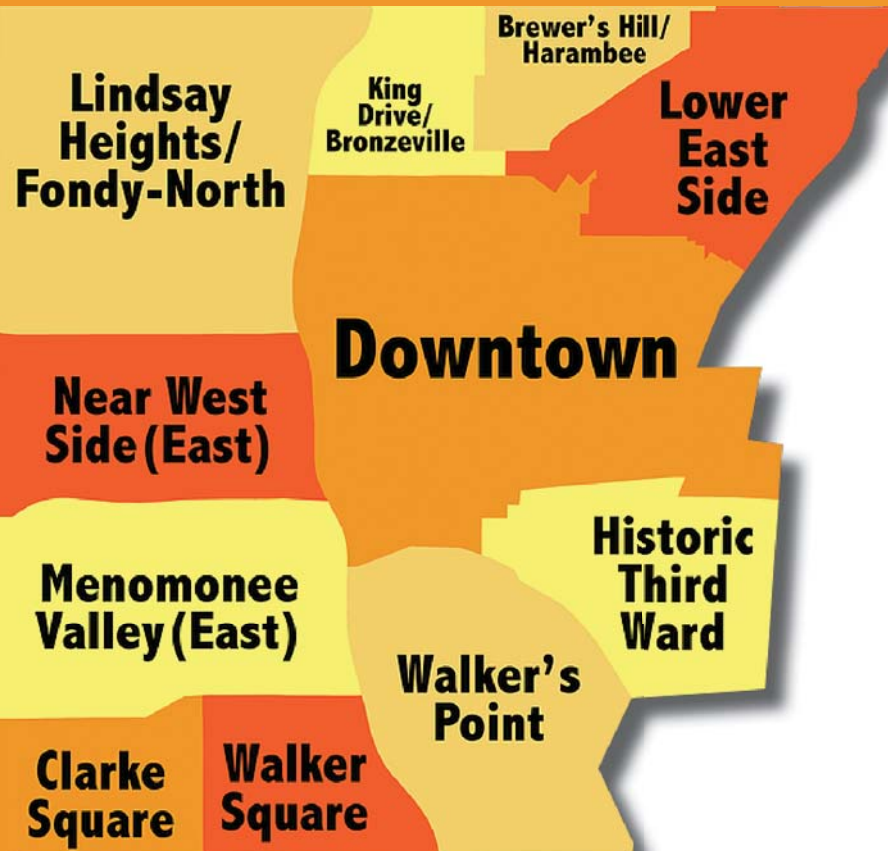 Brewer's Hill/
Harambee
Lindsay
Heights/
Fondy-North
King
Drive/
Bronzeville
Lower
East
Side
Downtown
Near West
Side (East)
Historic
Third
Ward
Menomonee
Valley (East)
Walker's
Point
Clarke
Square
Walker
Square